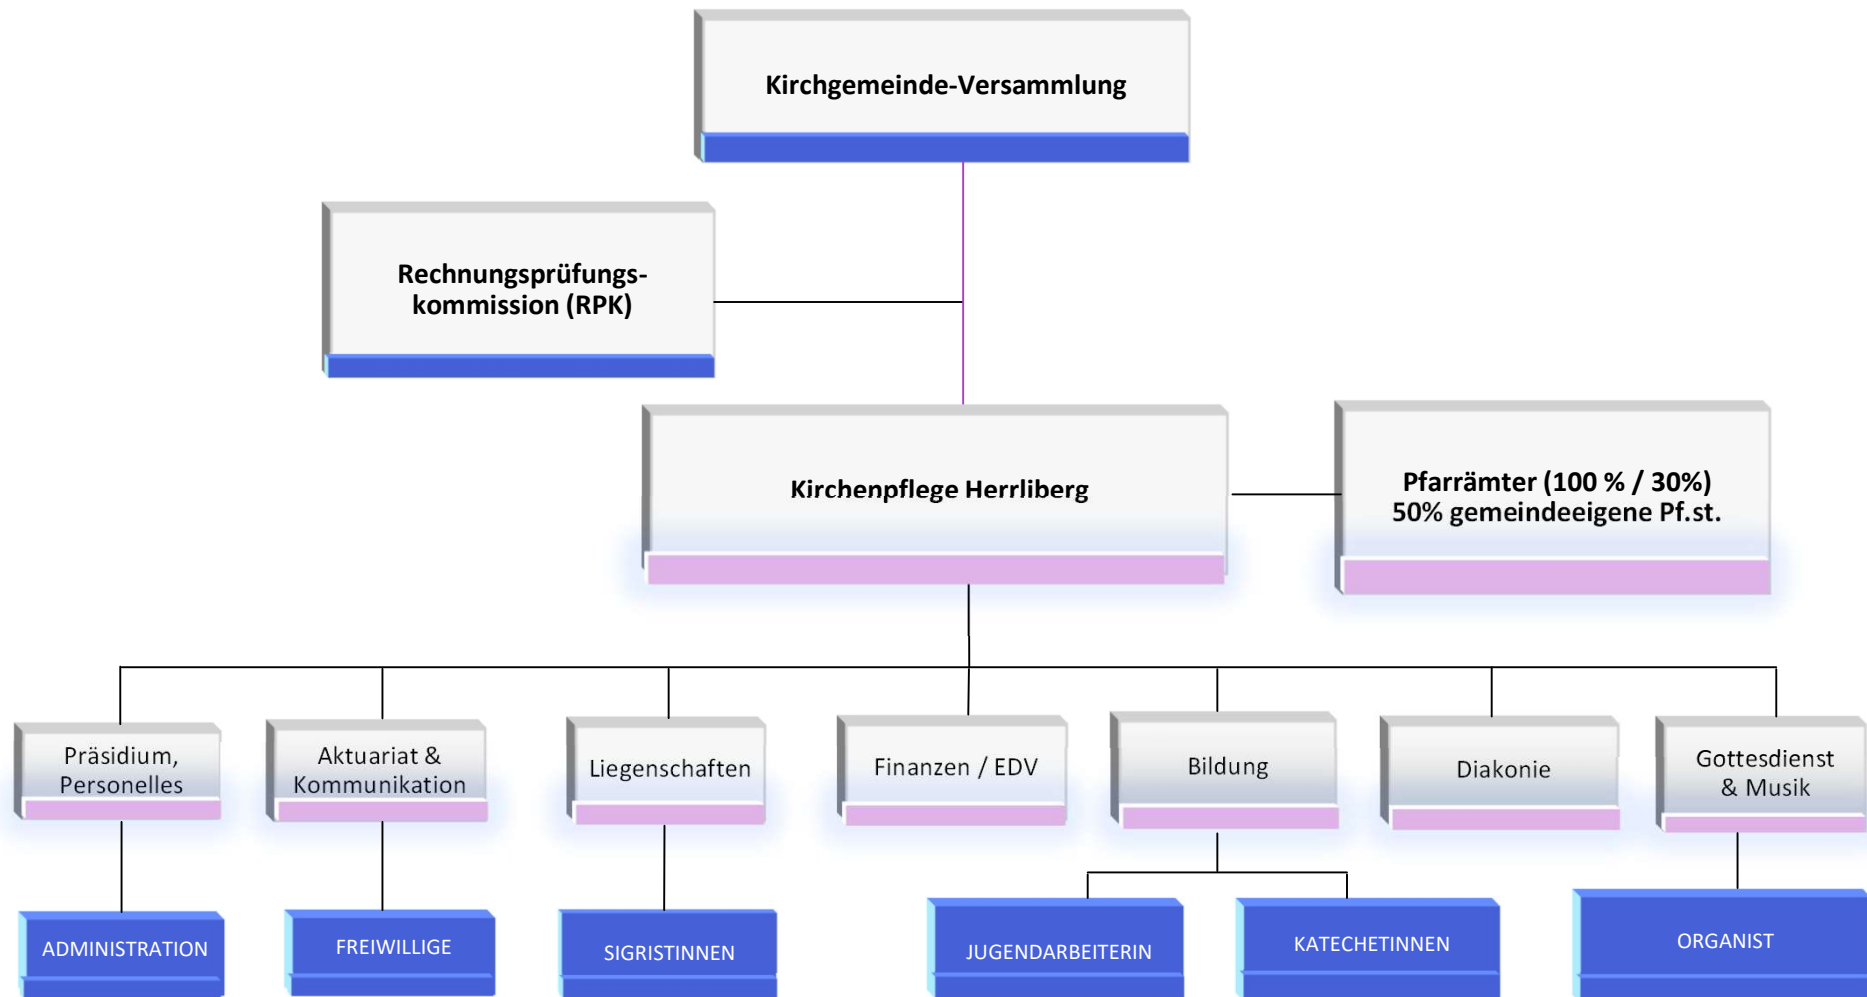 Kirchgemeinde-Versammlung
Rechnungsprüfungs-
kommission (RPK)
Kirchenpflege Herrliberg
Pfarrämter (100 % / 30%)
50% gemeindeeigene Pf.st.
Präsidium,
Personelles
Aktuariat &
Kommunikation
Liegenschaften
Finanzen / EDV
Bildung
Diakonie
Gottesdienst
& Musik
ADMINISTRATION
FREIWILLIGE
SIGRISTINNEN
JUGENDARBEITERIN
KATECHETINNEN
ORGANIST